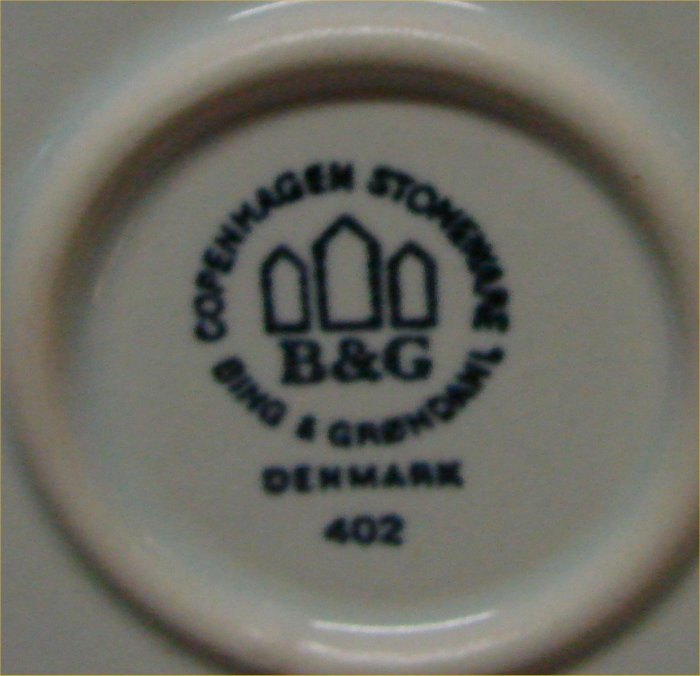 COPENHAGEN STONEWARE
B&G
BING & GRØNDAHL
DENMARK
402